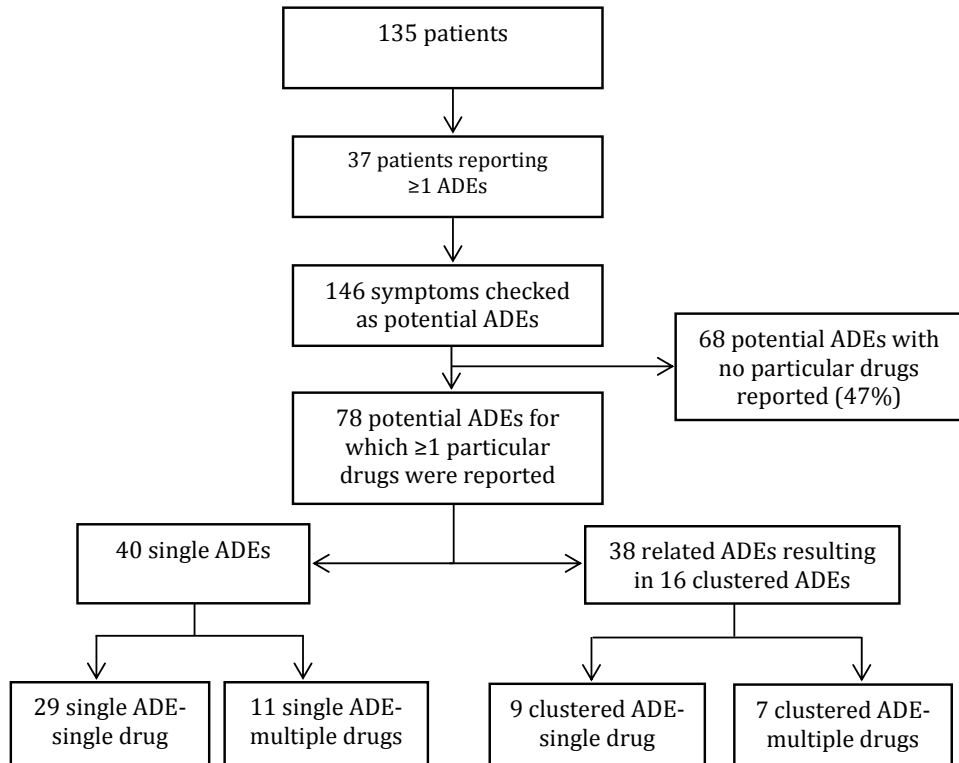 135 patients
37 patients reporting
≥1 ADEs
146 symptoms checked
as potential ADEs
68 potential ADEs with
no particular drugs
reported (47%)
78 potential ADEs for
which ≥1 particular
drugs were reported
40 single ADEs
38 related ADEs resulting
in 16 clustered ADEs
29 single ADE-
single drug
11 single ADE-
multiple drugs
9 clustered ADE-
single drug
7 clustered ADE-
multiple drugs